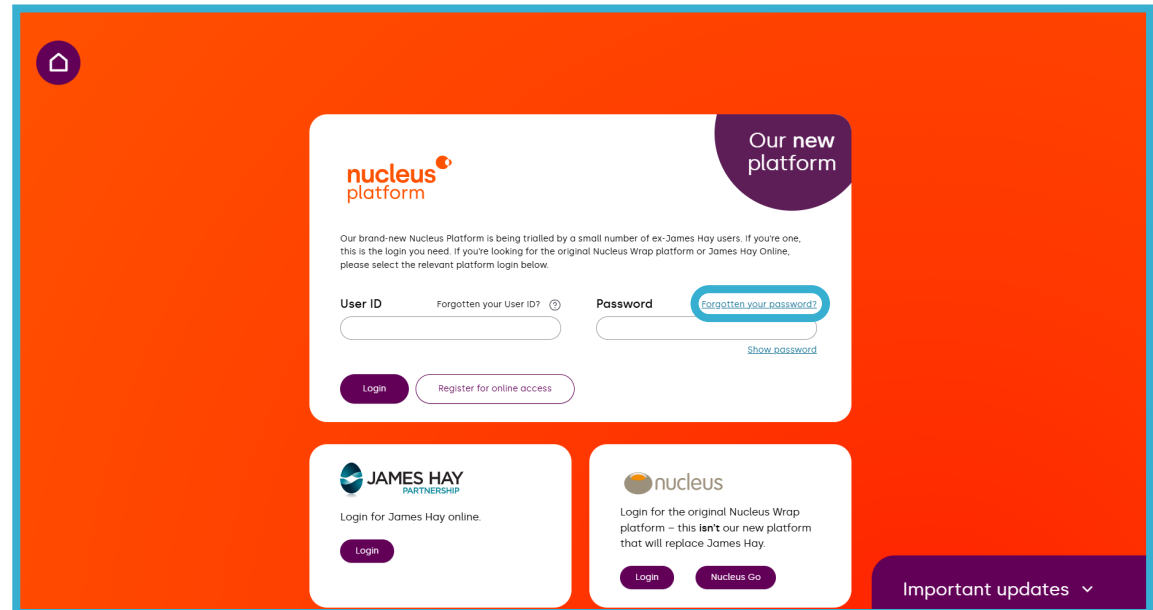 Our new
platform
nucleus
platform
Our brand-new Nucleus Platform is being trialled by a small number of ex-James Hay users. If you're one,
this is the login you need. If you're looking for the original Nucleus Wrap platform or James Hay Online,
please select the relevant platform login below.
User ID
Forgotten your User ID?
?
Password
Forgotten your password?
Show password
Login
Register for online access
JAMES HAY
PARTNERSHIP
Login for James Hay online.
Login
nucleus
Login for the original Nucleus Wrap
platform – this isn't our new platform
that will replace James Hay.
Login
Nucleus Go
Important updates